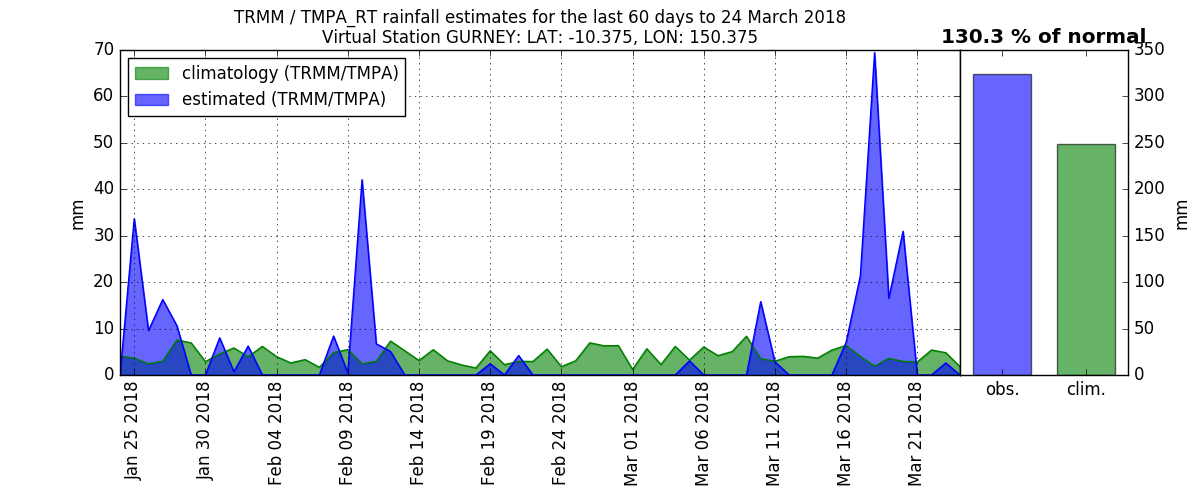 TRMM / TMPA_RT rainfall estimates for the last 60 days to 24 March 2018
Virtual Station GURNEY: LAT: -10.375, LON: 150.375
130.3 % of normal
climatology (TRMM/TMPA)
estimated (TRMM/TMPA)
70
60
50
40
30
20
10
0
mm
Jan 25 2018
Jan 30 2018
Feb 04 2018
Feb 09 2018
Feb 14 2018
Feb 19 2018
Feb 24 2018
Mar 01 2018
Mar 06 2018
Mar 11 2018
Mar 16 2018
Mar 21 2018
350
300
250
200
150
100
50
0
mm
obs.
clim.